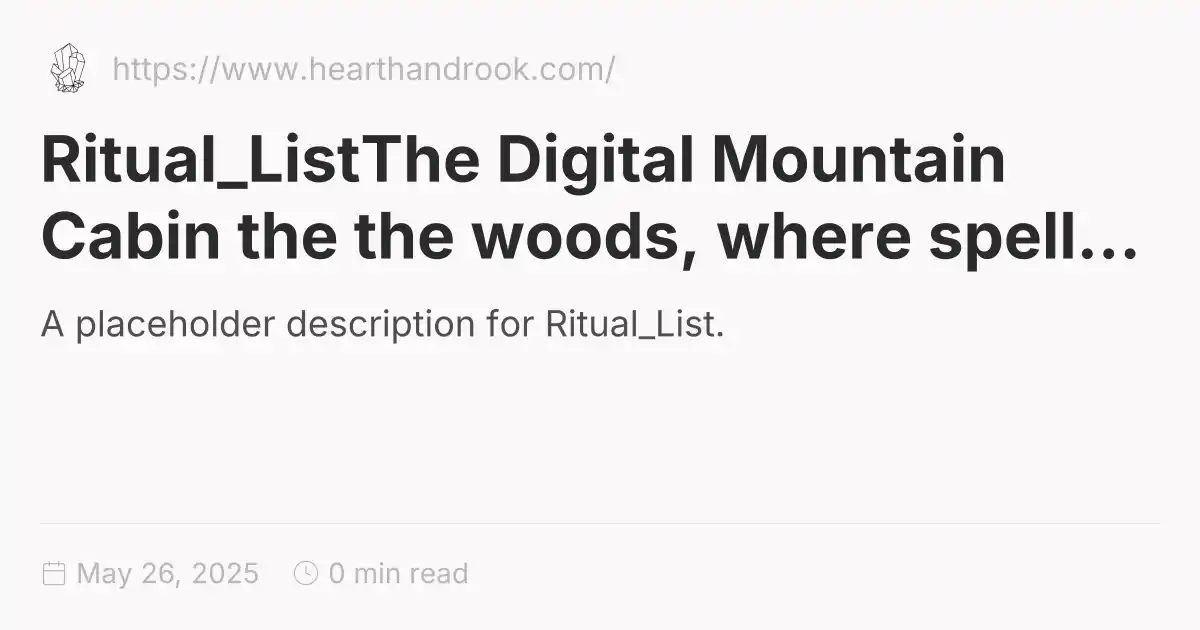 https://www.hearthandrook.com/
Ritual_ListThe Digital Mountain
Cabin the the woods, where spell...
A placeholder description for Ritual_List.
May 26, 2025 0 min read